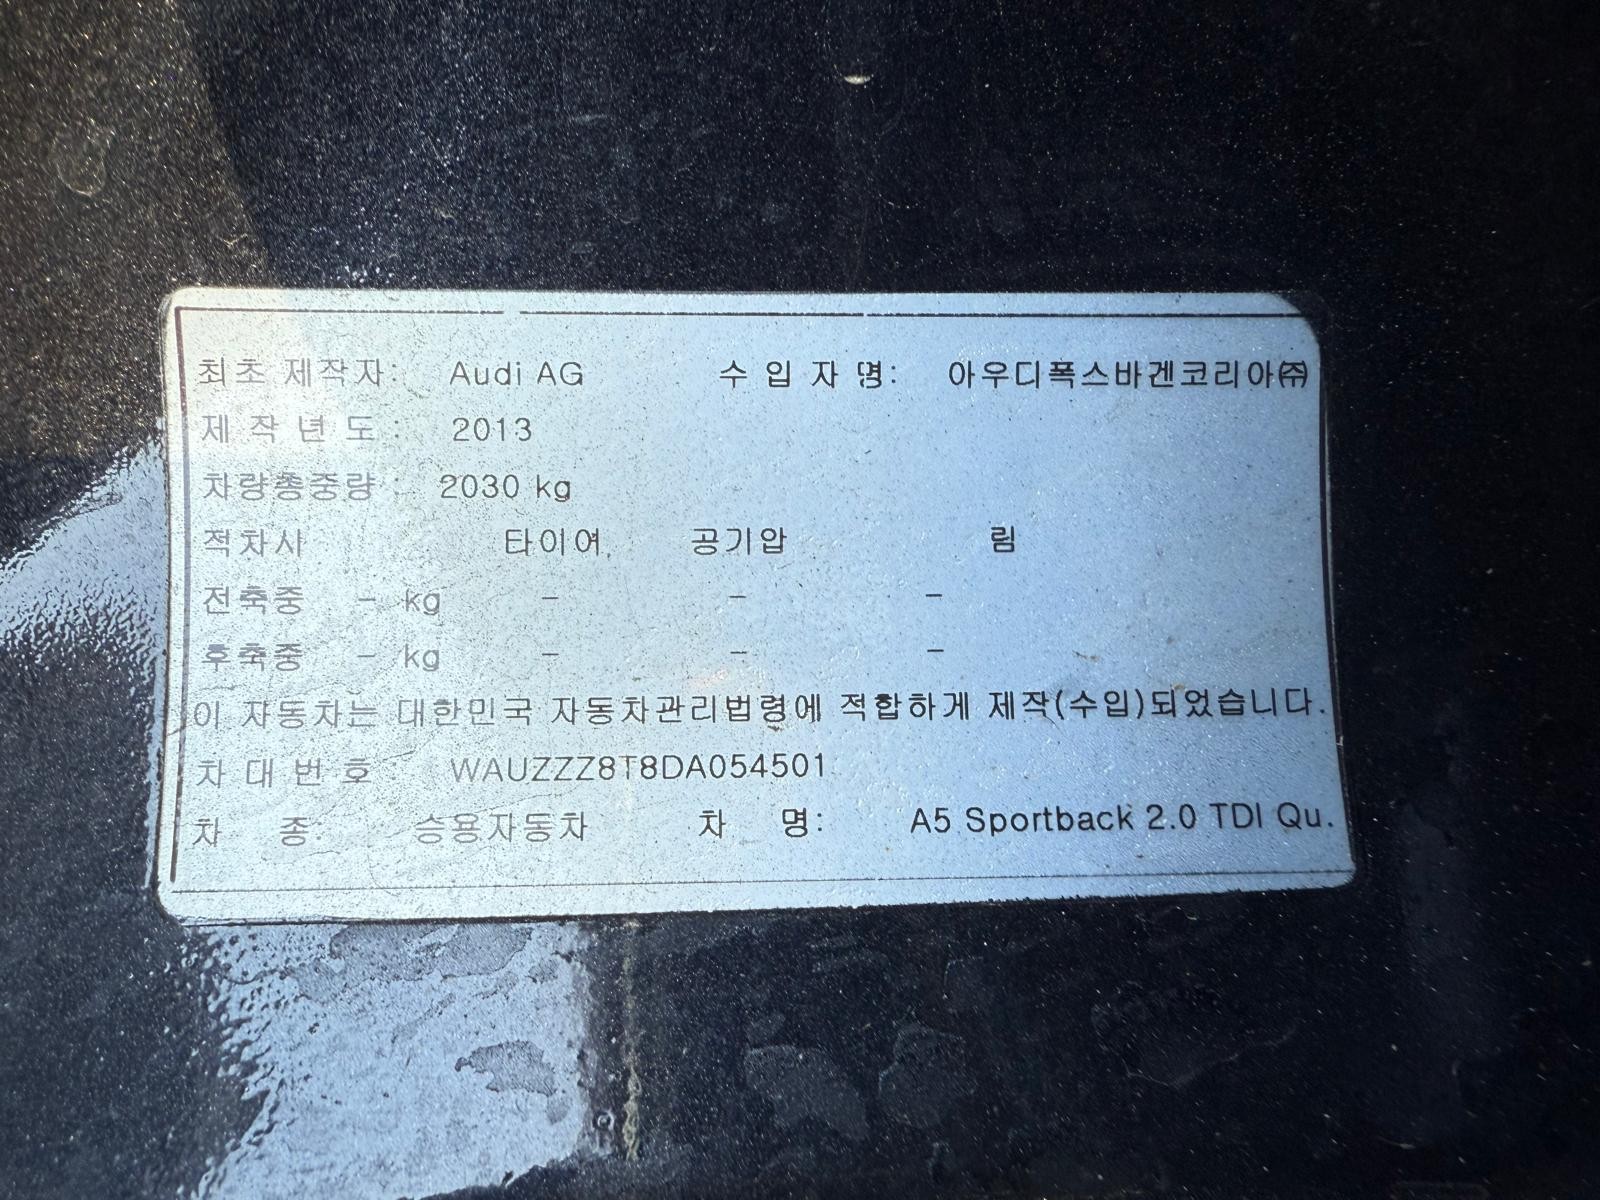 최초 제작자: Audi AG 수 입 자 명: 아우디폭스바겐코리아㈜
제 작 년 도 : 2013
차량총중량 : 2030 kg
적차시 타이어, 공기압 림
전축중 - kg - - -
후축중 - kg - - -
이 자동차는 대한민국 자동차관리법령에 적합하게 제작(수입)되었습니다.
차 대 번 호 : WAUZZZ8T8DA054501
차 종: 승용자동차 차 명: A5 Sportback 2.0 TDI Qu.